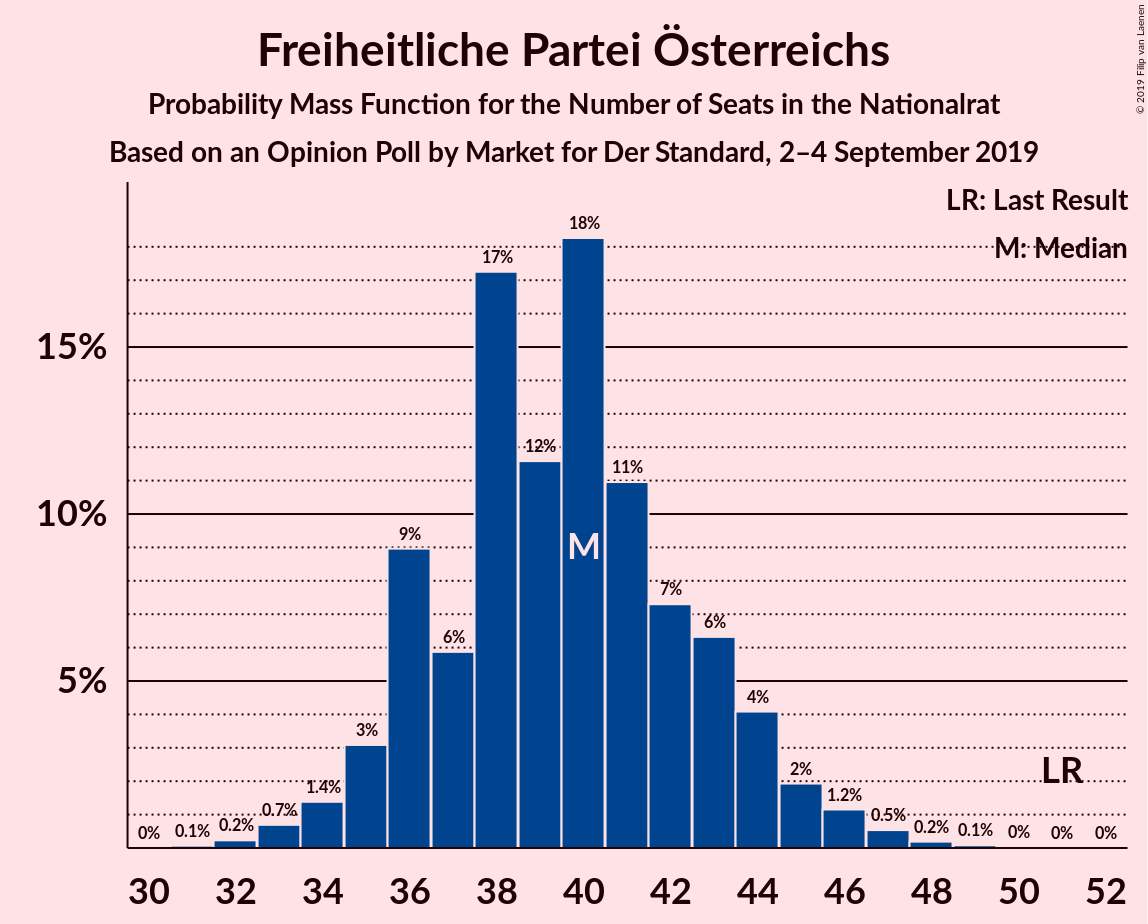 Freiheitliche Partei Österreichs
Probability Mass Function for the Number of Seats in the Nationalrat
Based on an Opinion Poll by Market for Der Standard, 2–4 September 2019
© 2019 Filip van Laenen
LR: Last Result
M: Median
15%
10%
5%
0%
0.1%
0.2%
0.7%
1.4%
3%
9%
6%
17%
12%
18%
11%
7%
6%
4%
2%
1.2%
0.5%
0.2%
0.1%
0%
0%
0%
M
LR
30 32 34 36 38 40 42 44 46 48 50 52